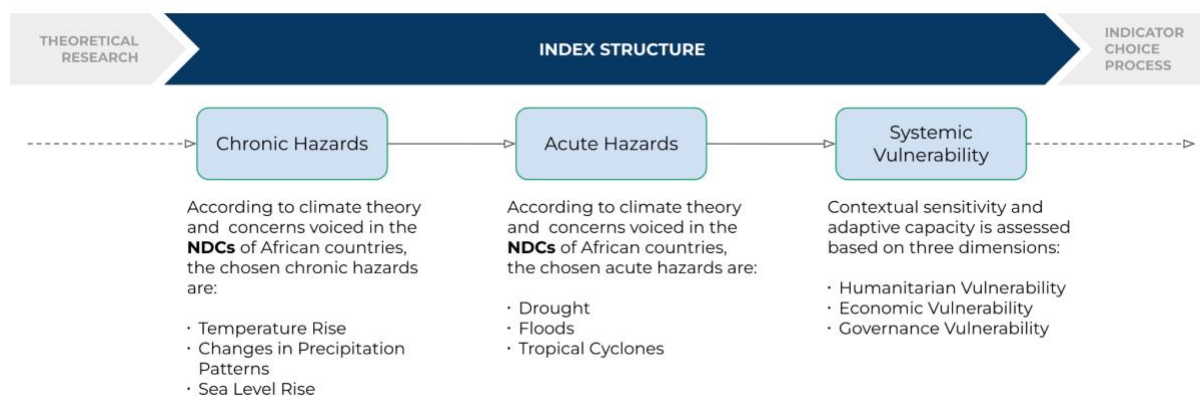 THEORETICAL
RESEARCH
INDEX STRUCTURE
INDICATOR
CHOICE
PROCESS
Chronic Hazards
Acute Hazards
Systemic
Vulnerability
According to climate theory
and concerns voiced in the
NDCs of African countries,
the chosen chronic hazards
are:
· Temperature Rise
· Changes in Precipitation
Patterns
· Sea Level Rise
According to climate theory
and concerns voiced in the
NDCs of African countries,
the chosen acute hazards are:
· Drought
· Floods
· Tropical Cyclones
Contextual sensitivity and
adaptive capacity is assessed
based on three dimensions:
· Humanitarian Vulnerability
· Economic Vulnerability
· Governance Vulnerability